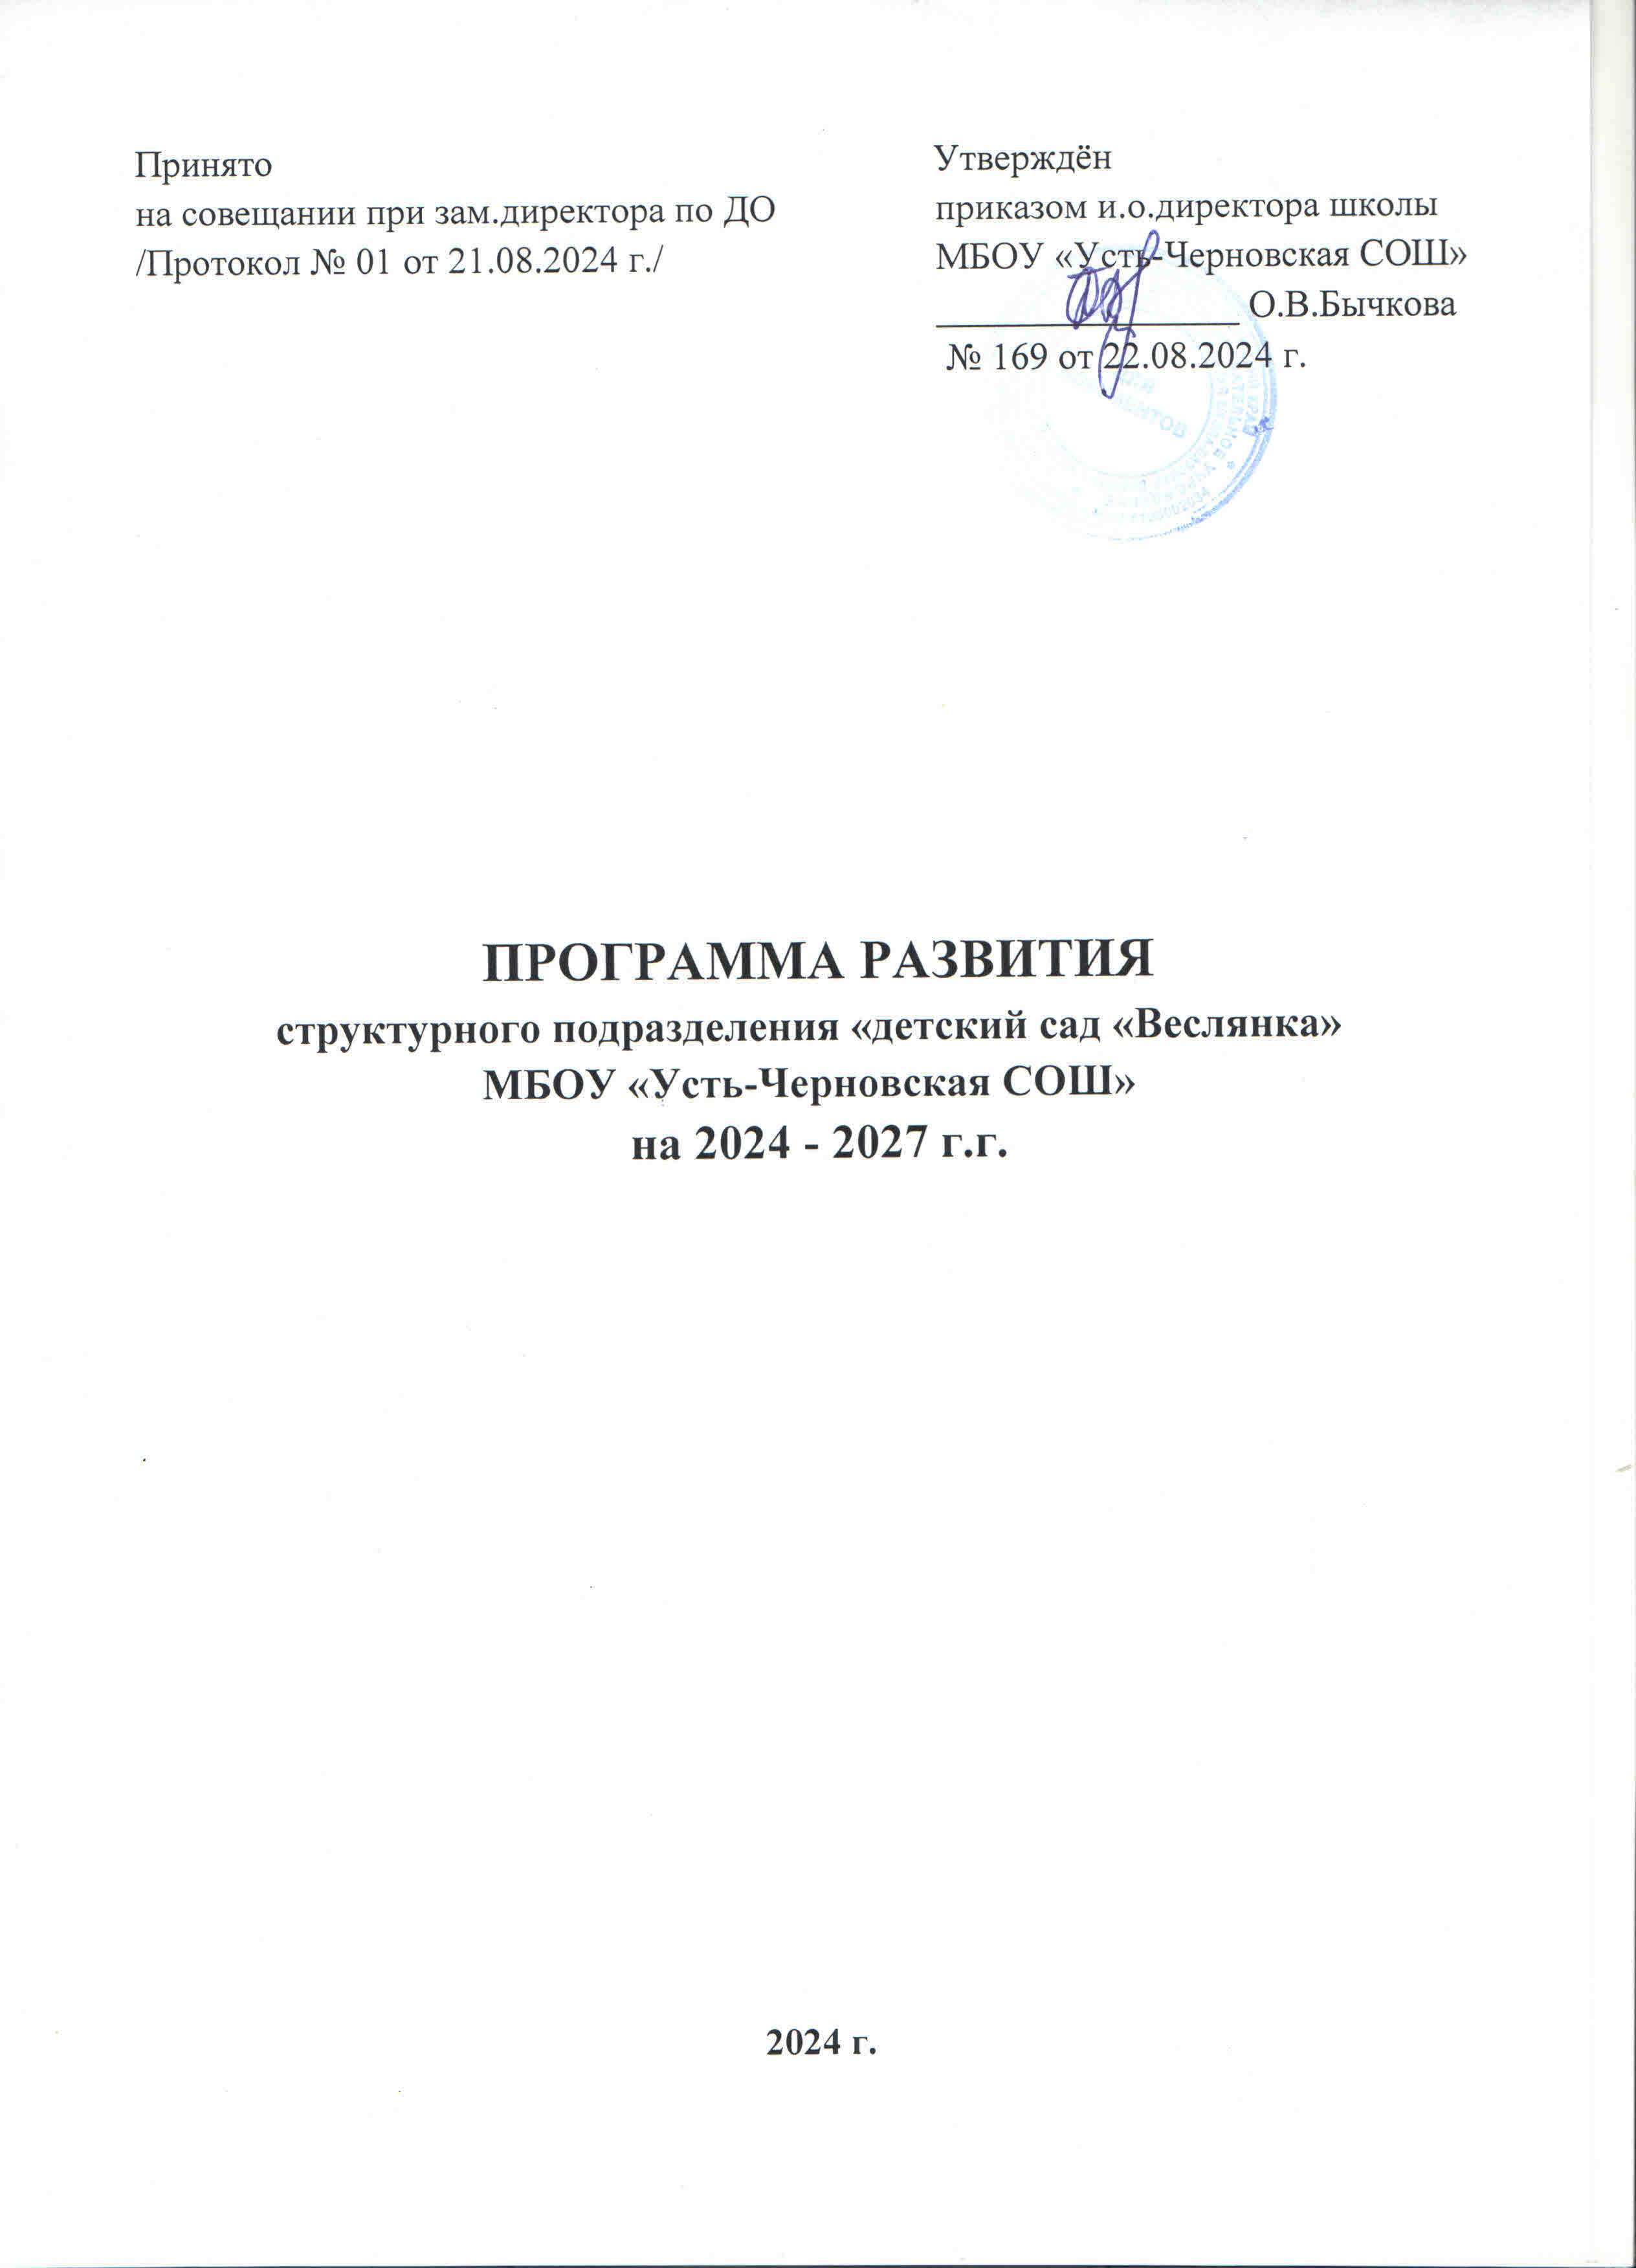 Принято
на совещании при зам.директора по ДО
/Протокол № 01 от 21.08.2024 г./
Утверждён
приказом и.о.директора школы
МБОУ «Усть-Черновская СОШ»
О.В.Бычкова
№ 169 от 22.08.2024 г.
ПРОГРАММА РАЗВИТИЯ
структурного подразделения «детский сад «Веслянка»
МБОУ «Усть-Черновская СОШ»
на 2024 - 2027 г.г.
2024 г.